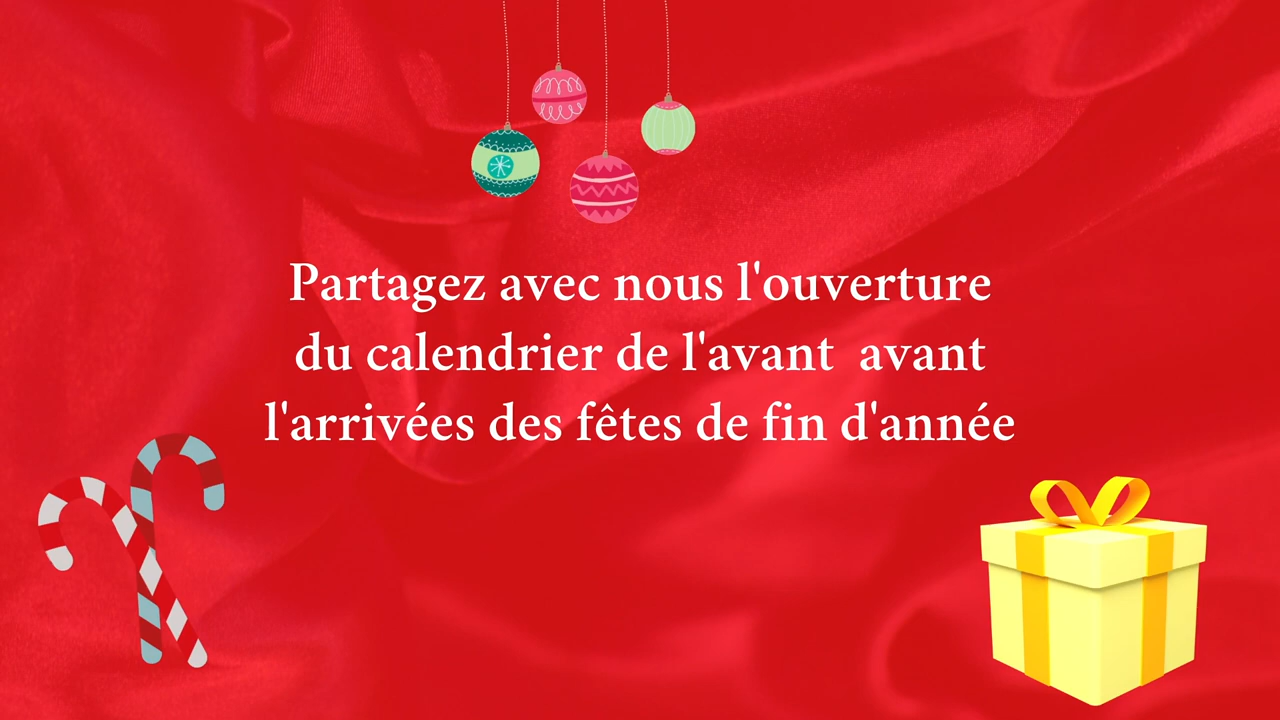 Partagez avec nous l'ouverture
du calendrier de l'avant  avant
l'arrivées des fêtes de fin d'année